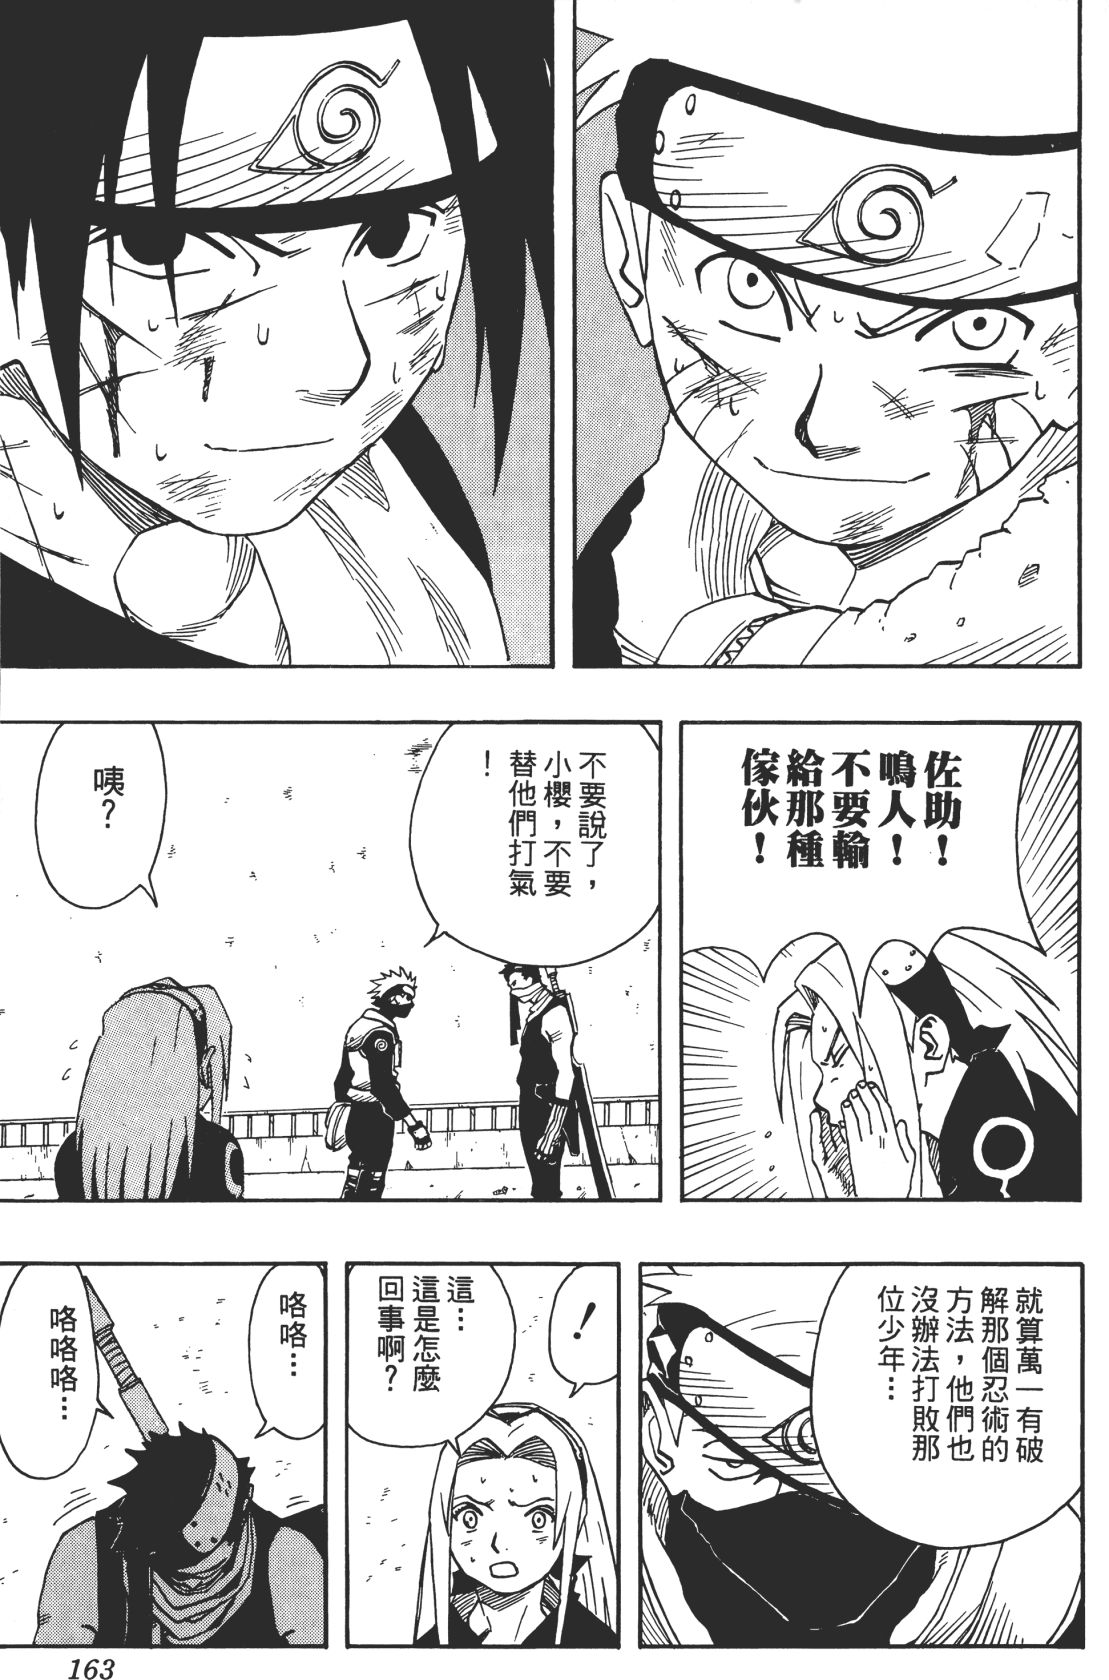 佐助！
鳴人！
不要輸
給那種
傢伙！
不要說了，
小櫻，不要
替他們打氣
！
咦？
就算萬一有破
解那個忍術的
方法，他們也
沒辦法打敗那
位少年…
！
這…
這是怎麼
回事啊？
咯咯…
咯咯咯…
163